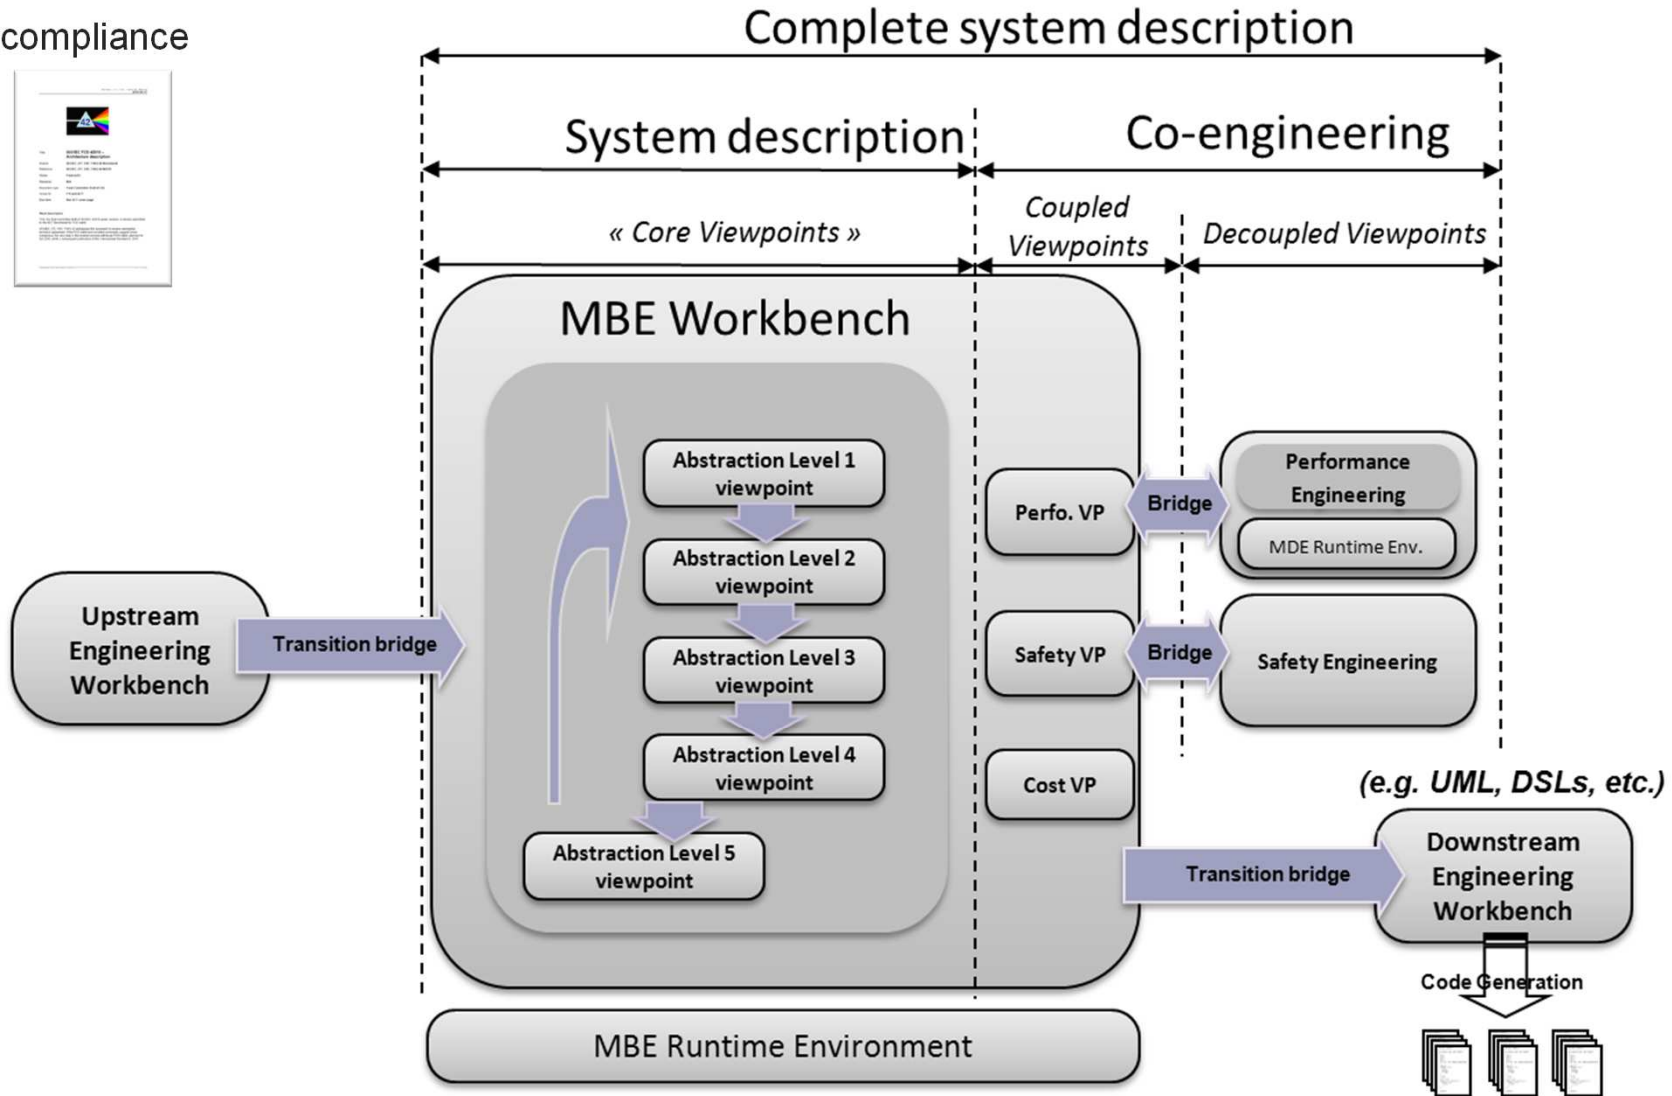 compliance
42
Complete system description
System description
Co-engineering
« Core Viewpoints »
Coupled
Viewpoints
Decoupled Viewpoints
MBE Workbench
Abstraction Level 1
viewpoint
Abstraction Level 2
viewpoint
Abstraction Level 3
viewpoint
Abstraction Level 4
viewpoint
Abstraction Level 5
viewpoint
Upstream
Engineering
Workbench
Transition bridge
Perfo. VP
Bridge
Performance
Engineering
MDE Runtime Env.
Safety VP
Bridge
Safety Engineering
Cost VP
(e.g. UML, DSLs, etc.)
Transition bridge
Downstream
Engineering
Workbench
Code Generation
MBE Runtime Environment